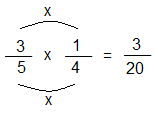 x
3/5 x 1/4 = 3/20
x